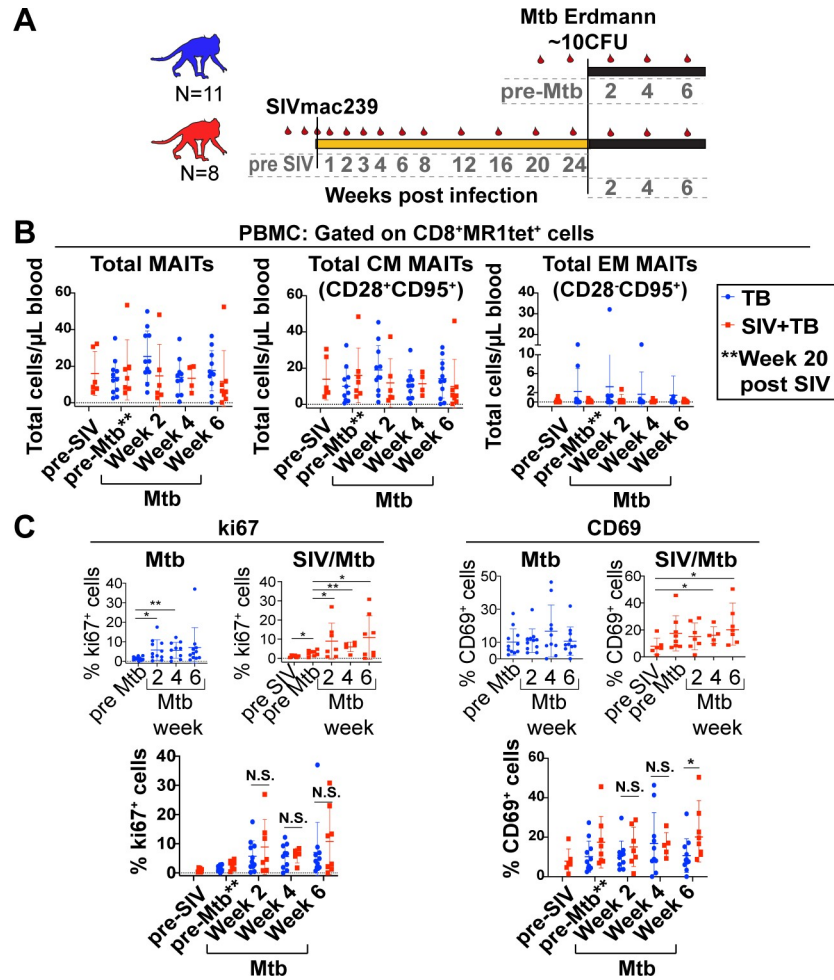 A
Mtb Erdmann
~10CFU
N=11
pre-Mtb 2 4 6
SIVmac239
N=8
pre SIV 1 2 3 4 6 8 12 16 20 24
2 4 6
Weeks post infection
B
PBMC: Gated on CD8⁺MR1tet⁺ cells
Total MAITs
Total CM MAITs
(CD28⁺CD95⁺)
Total EM MAITs
(CD28⁻CD95⁺)
Total cells/µL blood
60
40
20
0
pre-SIV
pre-Mtb**
Week 2
Week 4
Week 6
Mtb
Total cells/µL blood
60
40
20
0
pre-SIV
pre-Mtb**
Week 2
Week 4
Week 6
Mtb
Total cells/µL blood
40
30
20
10
2
1
0
pre-SIV
pre-Mtb**
Week 2
Week 4
Week 6
Mtb
TB
SIV+TB
**Week 20
post SIV
C
ki67
Mtb
% ki67⁺ cells
40
30
20
10
0
*
**
pre Mtb
2 4 6
Mtb
week
SIV/Mtb
% ki67⁺ cells
40
30
20
10
0
*
**
*
*
pre SIV
pre Mtb
2 4 6
Mtb
week
CD69
Mtb
% CD69⁺ cells
50
30
10
0
pre Mtb
2 4 6
Mtb
week
SIV/Mtb
% CD69⁺ cells
60
40
20
0
*
*
pre SIV
pre Mtb
2 4 6
Mtb
week
% ki67⁺ cells
40
30
20
10
0
N.S.
N.S.
N.S.
pre-SIV
pre-Mtb**
Week 2
Week 4
Week 6
Mtb
% CD69⁺ cells
60
40
20
0
N.S.
N.S.
*
pre-SIV
pre-Mtb**
Week 2
Week 4
Week 6
Mtb